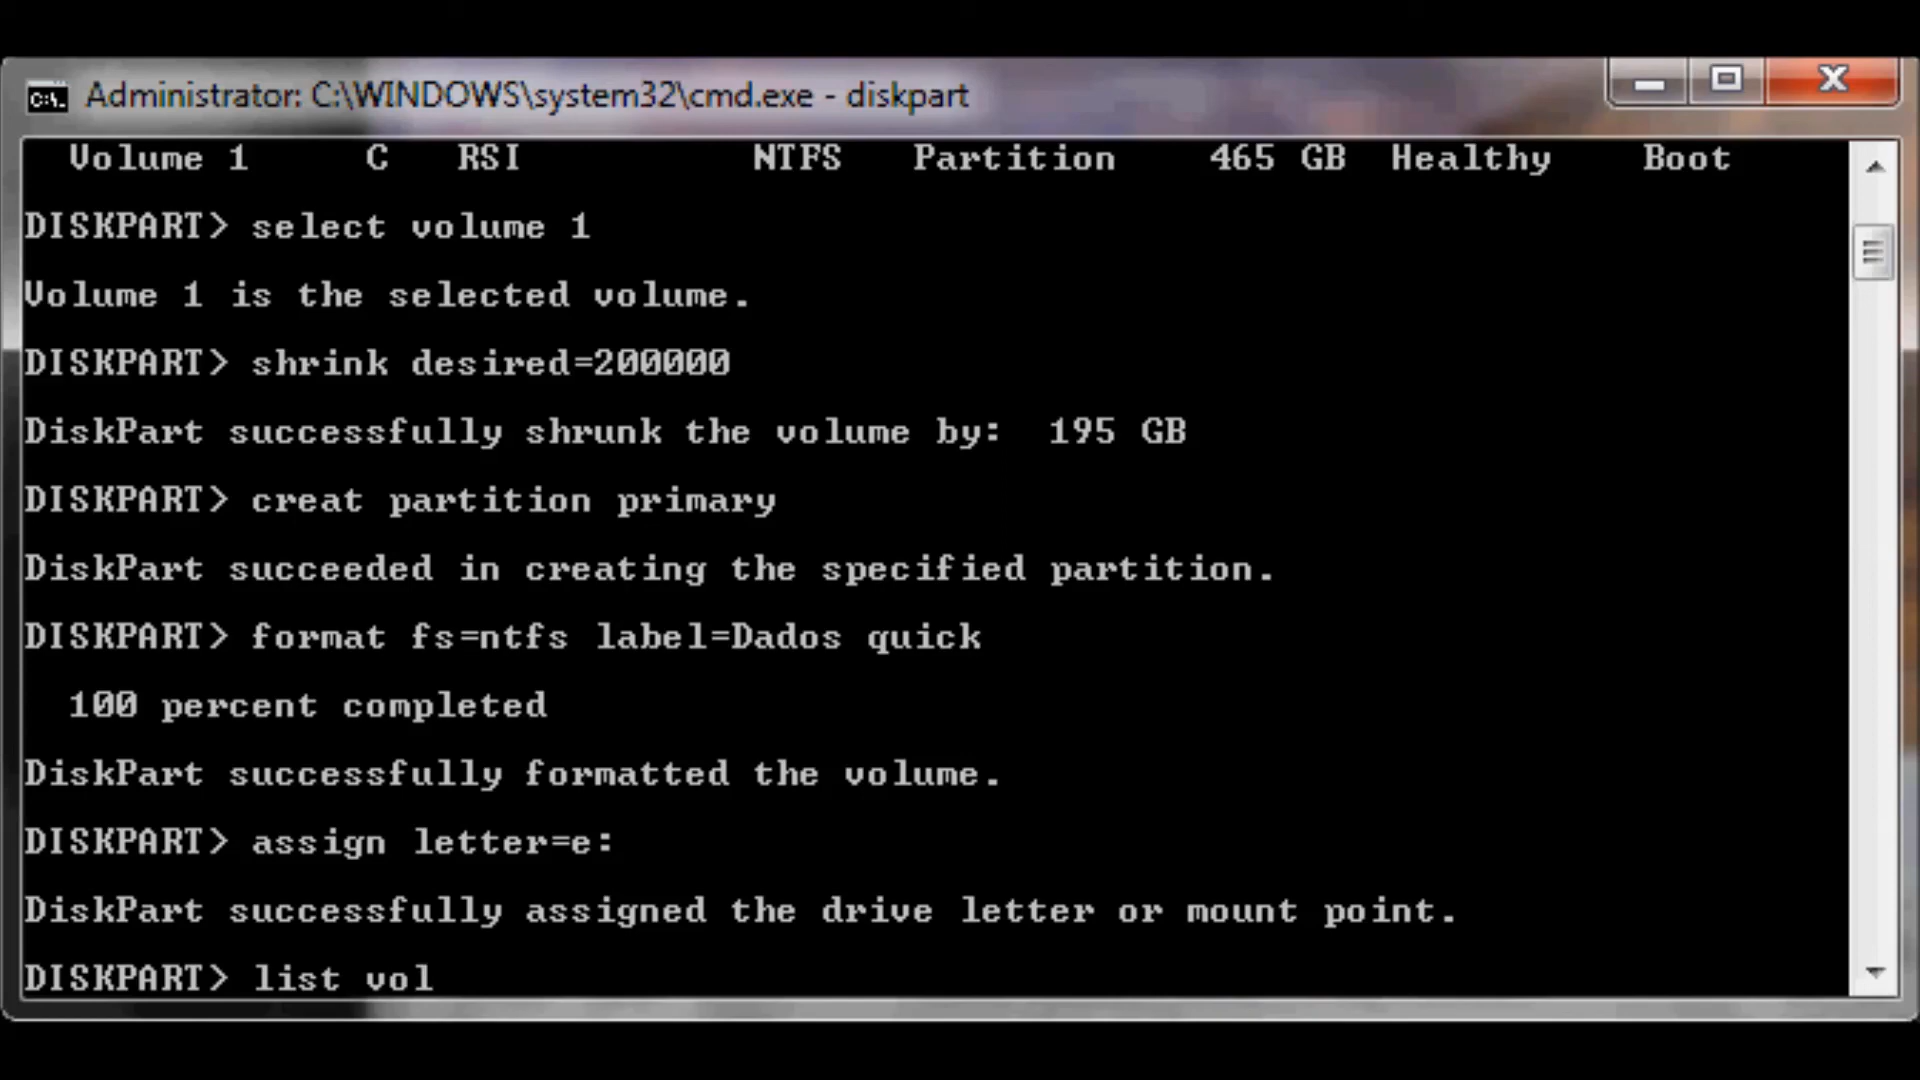 Administrator: C:\WINDOWS\system32\cmd.exe - diskpart
Volume 1 C RSI NTFS Partition 465 GB Healthy Boot
DISKPART> select volume 1
Volume 1 is the selected volume.
DISKPART> shrink desired=200000
DiskPart successfully shrunk the volume by: 195 GB
DISKPART> creat partition primary
DiskPart succeeded in creating the specified partition.
DISKPART> format fs=ntfs label=Dados quick
100 percent completed
DiskPart successfully formatted the volume.
DISKPART> assign letter=e:
DiskPart successfully assigned the drive letter or mount point.
DISKPART> list vol